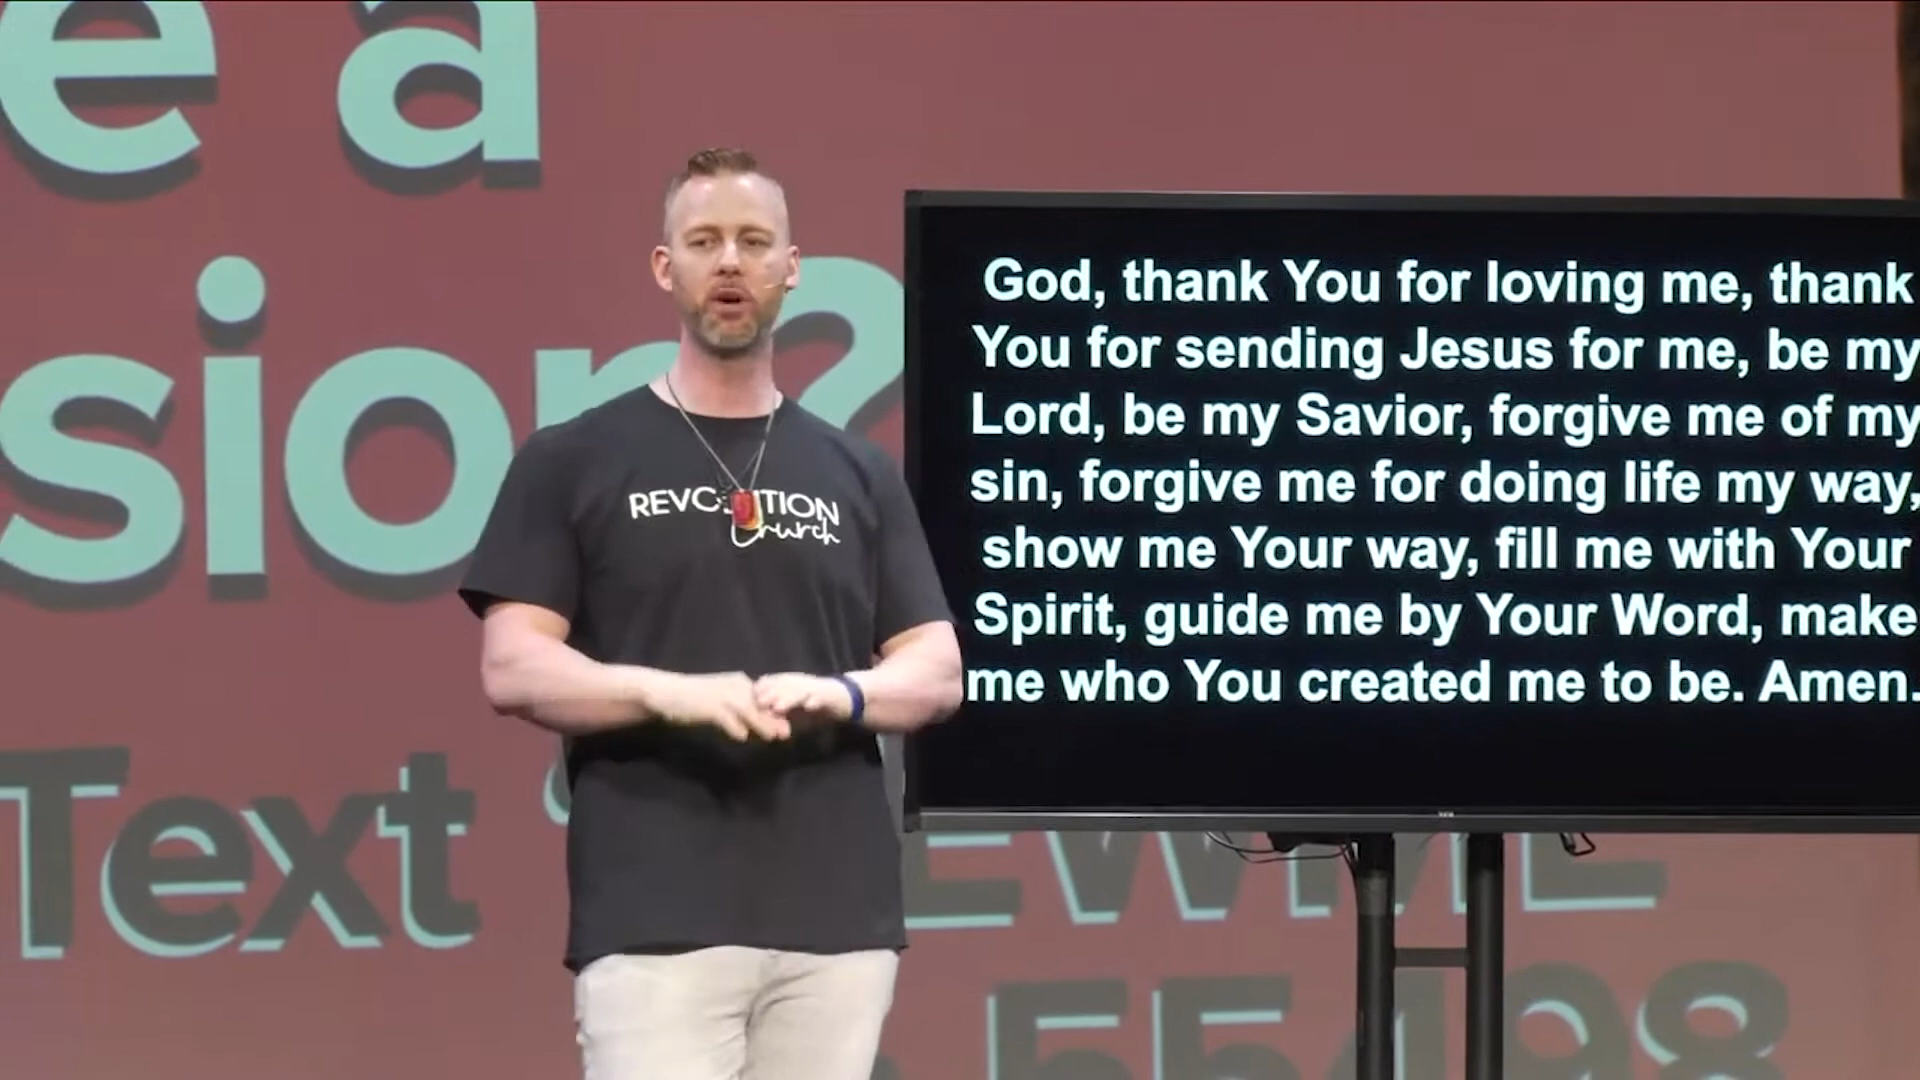 e a
sion?
Text
55498
REVOLUTION
Church
God, thank You for loving me, thank
You for sending Jesus for me, be my
Lord, be my Savior, forgive me of my
sin, forgive me for doing life my way,
show me Your way, fill me with Your
Spirit, guide me by Your Word, make
me who You created me to be. Amen.